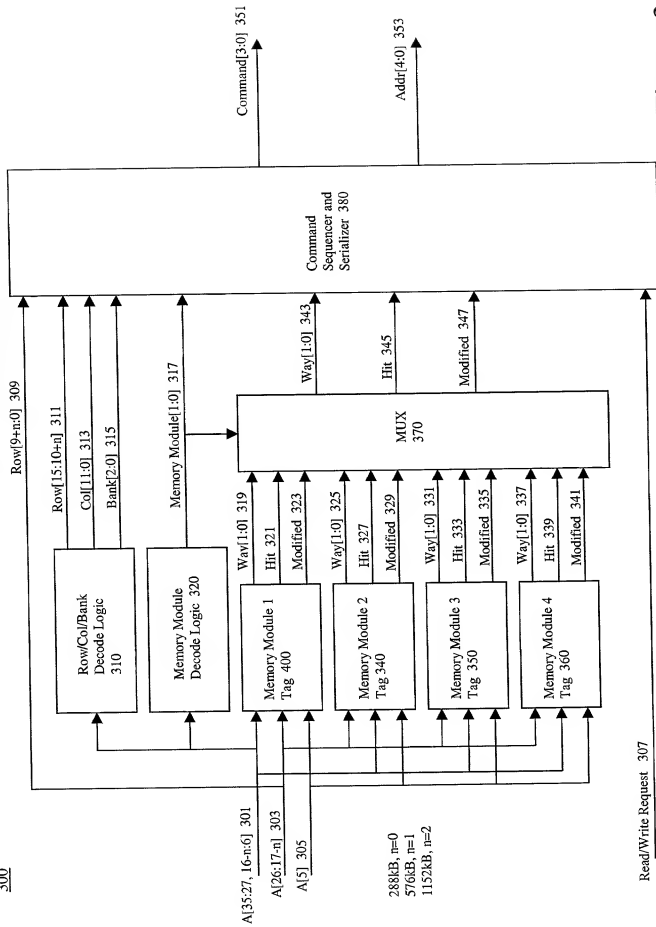 300
Row[9+n:0] 309
Row/Col/Bank
Decode Logic
310
Row[15:10+n] 311
Col[11:0] 313
Bank[2:0] 315
Memory Module
Decode Logic 320
Memory Module[1:0] 317
Memory Module 1
Tag 400
Way[1:0] 319
Hit 321
Modified 323
Memory Module 2
Tag 340
Way[1:0] 325
Hit 327
Modified 329
Memory Module 3
Tag 350
Way[1:0] 331
Hit 333
Modified 335
Memory Module 4
Tag 360
Way[1:0] 337
Hit 339
Modified 341
MUX
370
Way[1:0] 343
Hit 345
Modified 347
Command
Sequencer and
Serializer 380
Command[3:0] 351
Addr[4:0] 353
A[35:27, 16-n:6] 301
A[26:17-n] 303
A[5] 305
288kB, n=0
576kB, n=1
1152kB, n=2
Read/Write Request 307